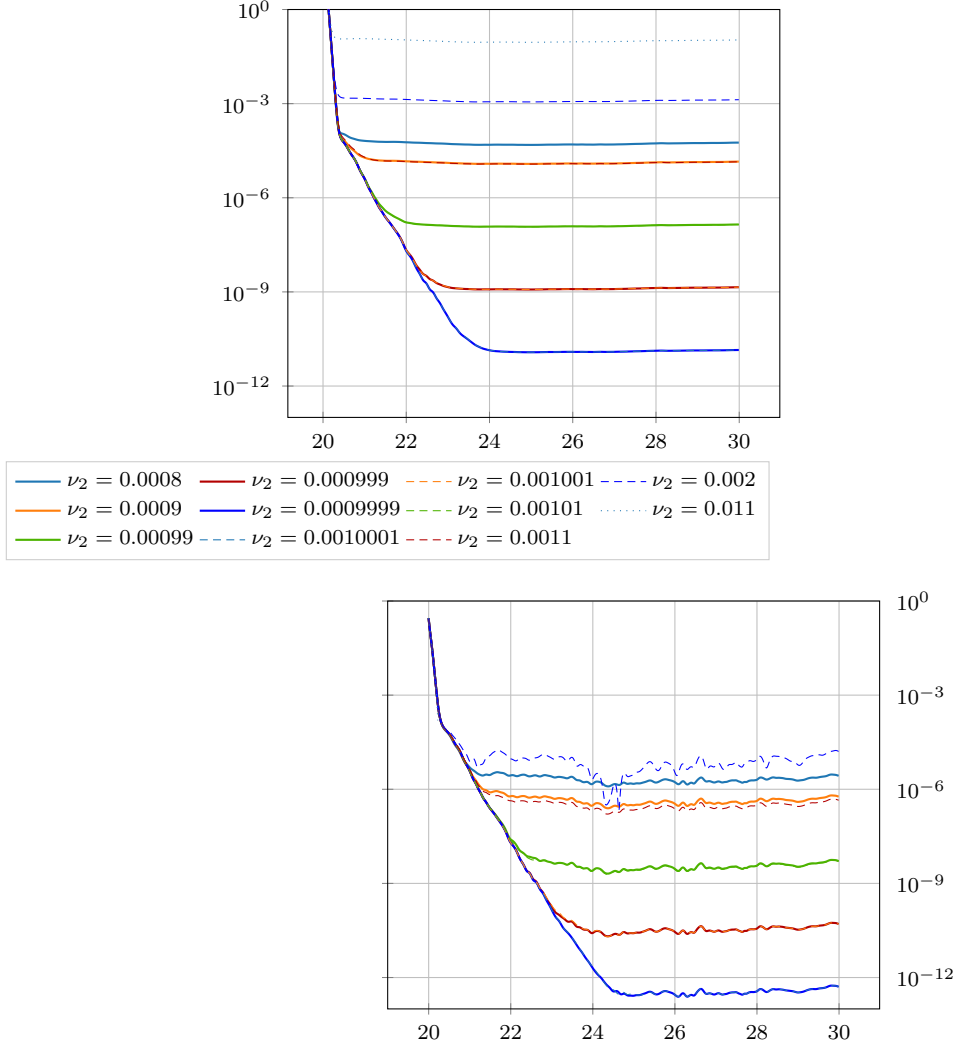 10^0
10^−3
10^−6
10^−9
10^−12
20 22 24 26 28 30
ν₂ = 0.0008 ν₂ = 0.000999 ν₂ = 0.001001 ν₂ = 0.002
ν₂ = 0.0009 ν₂ = 0.0009999 ν₂ = 0.00101 ν₂ = 0.011
ν₂ = 0.00099 ν₂ = 0.0010001 ν₂ = 0.0011
10^0
10^−3
10^−6
10^−9
10^−12
20 22 24 26 28 30